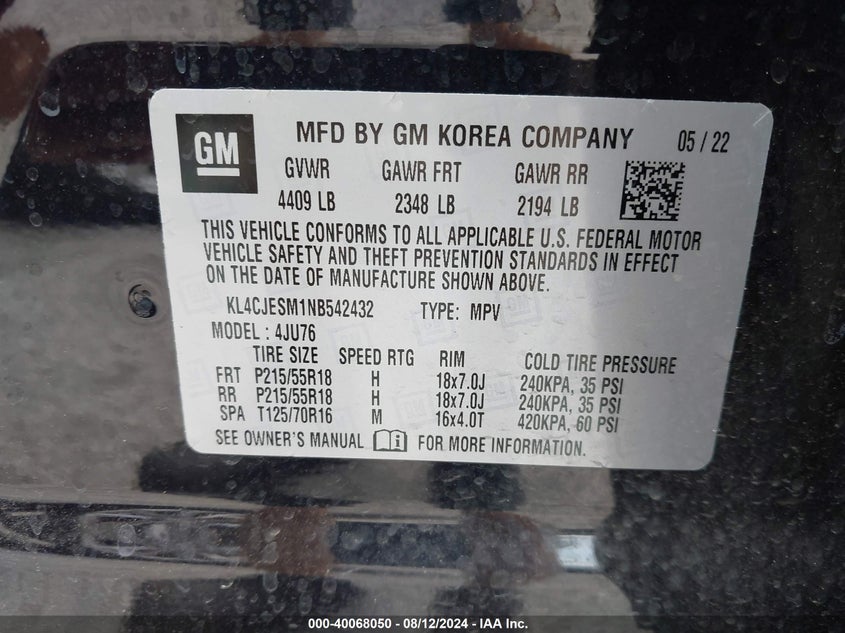 GM MFD BY GM KOREA COMPANY 05 / 22
GVWR GAWR FRT GAWR RR
4409 LB 2348 LB 2194 LB
THIS VEHICLE CONFORMS TO ALL APPLICABLE U.S. FEDERAL MOTOR
VEHICLE SAFETY AND THEFT PREVENTION STANDARDS IN EFFECT
ON THE DATE OF MANUFACTURE SHOWN ABOVE.
KL4CJESM1NB542432 TYPE: MPV
MODEL : 4JU76
TIRE SIZE SPEED RTG RIM COLD TIRE PRESSURE
FRT P215/55R18 H 18x7.0J 240KPA, 35 PSI
RR P215/55R18 H 18x7.0J 240KPA, 35 PSI
SPA T125/70R16 M 16x4.0T 420KPA, 60 PSI
SEE OWNER'S MANUAL FOR MORE INFORMATION.
000-40068050 - 08/12/2024 - IAA Inc.